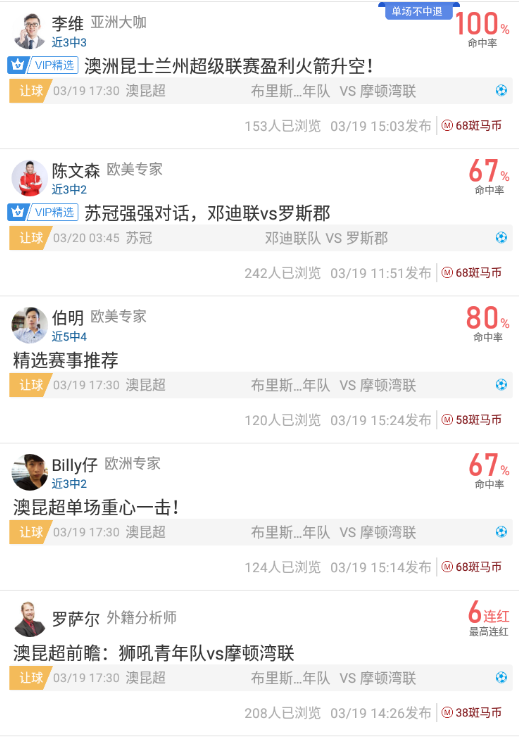 单场不中退
李维 亚洲大咖
100%
近3中3
命中率
VIP精选 澳洲昆士兰州超级联赛盈利火箭升空！
让球 03/19 17:30 澳昆超 布里斯…年队 VS 摩顿湾联
153人已浏览 03/19 15:03发布 M 68斑马币
陈文森 欧美专家
67%
近3中2
命中率
VIP精选 苏冠强强对话，邓迪联vs罗斯郡
让球 03/20 03:45 苏冠 邓迪联队 VS 罗斯郡
242人已浏览 03/19 11:51发布 M 68斑马币
伯明 欧美专家
80%
近5中4
命中率
精选赛事推荐
让球 03/19 17:30 澳昆超 布里斯…年队 VS 摩顿湾联
120人已浏览 03/19 15:24发布 M 58斑马币
Billy仔 欧洲专家
67%
近3中2
命中率
澳昆超单场重心一击！
让球 03/19 17:30 澳昆超 布里斯…年队 VS 摩顿湾联
124人已浏览 03/19 15:14发布 M 68斑马币
罗萨尔 外籍分析师
6连红
最高连红
澳昆超前瞻：狮吼青年队vs摩顿湾联
让球 03/19 17:30 澳昆超 布里斯…年队 VS 摩顿湾联
208人已浏览 03/19 14:26发布 M 38斑马币